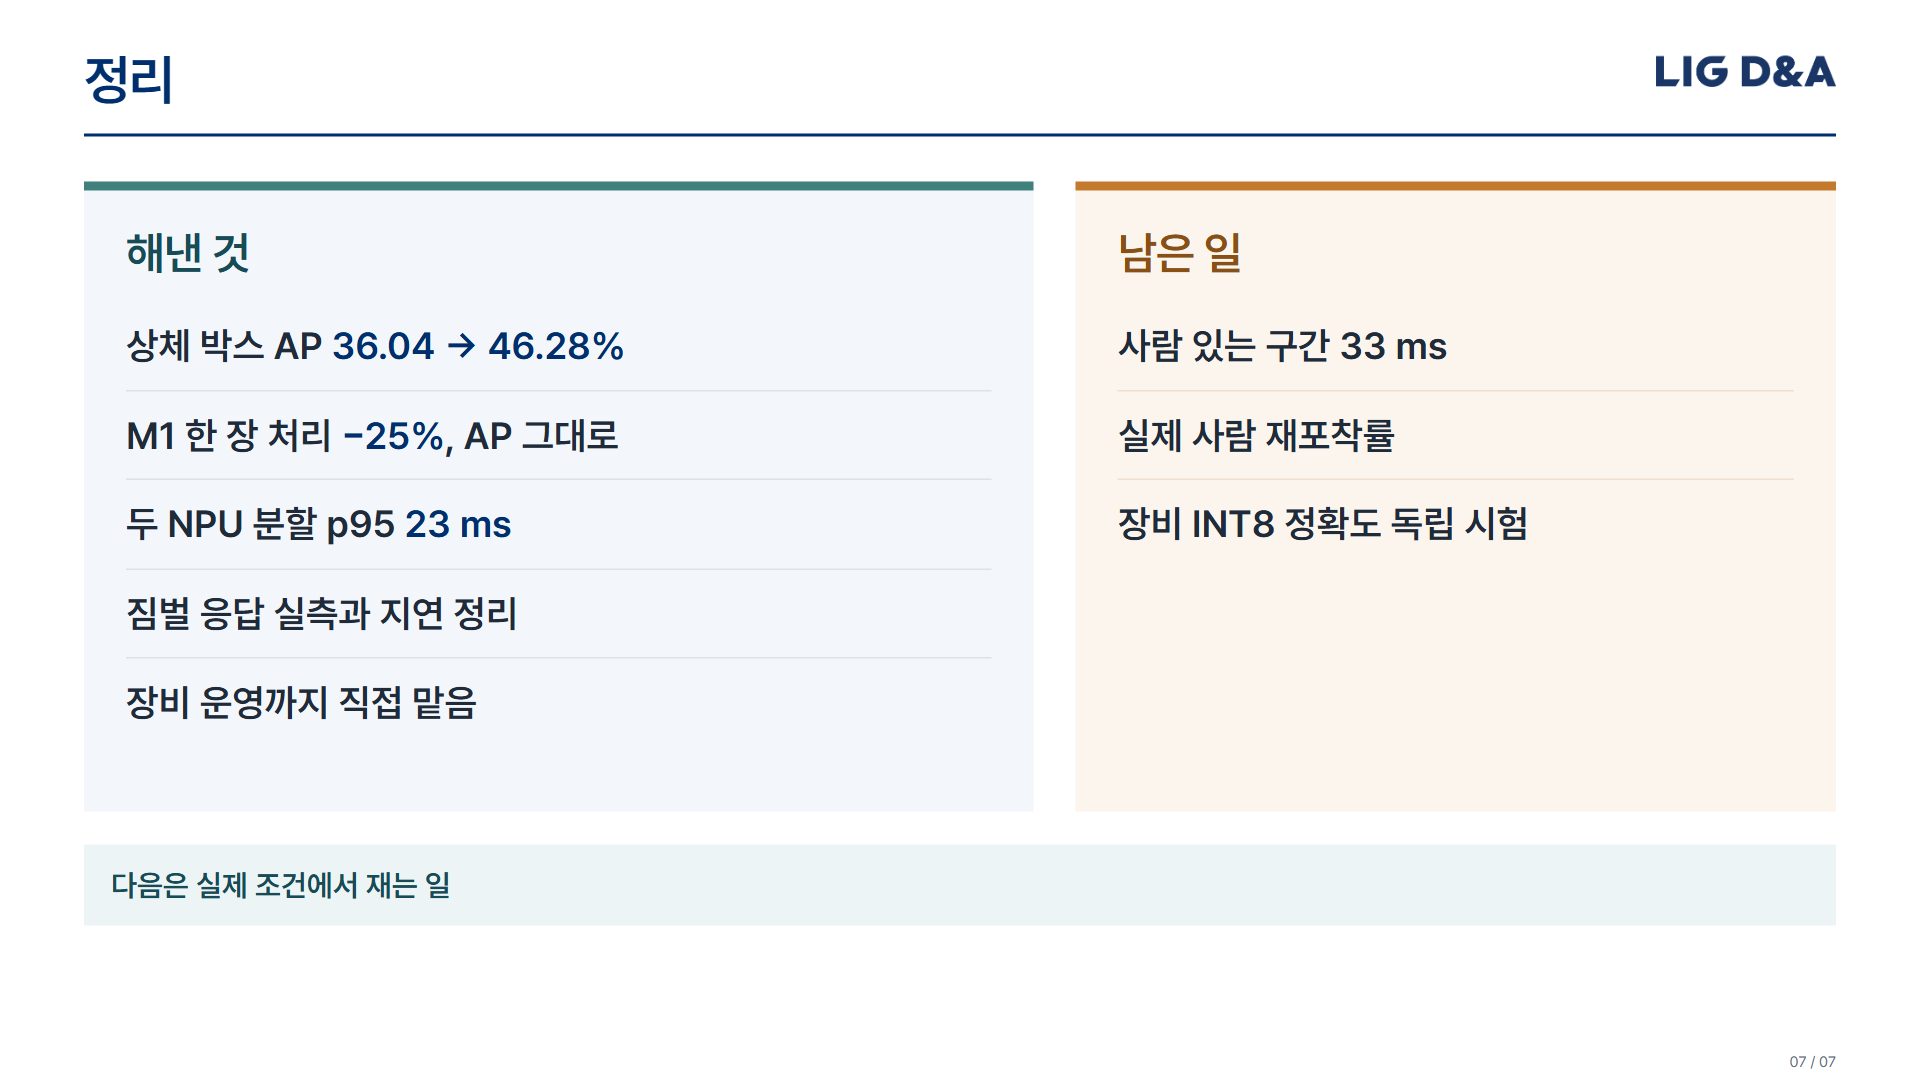 정리
LIG D&A
해낸 것
상체 박스 AP 36.04 → 46.28%
M1 한 장 처리 −25%, AP 그대로
두 NPU 분할 p95 23 ms
짐벌 응답 실측과 지연 정리
장비 운영까지 직접 맡음
남은 일
사람 있는 구간 33 ms
실제 사람 재포착률
장비 INT8 정확도 독립 시험
다음은 실제 조건에서 재는 일
07 / 07